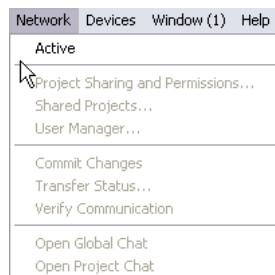 Network Devices Window (1) Help
Active
Project Sharing and Permissions...
Shared Projects...
User Manager...
Commit Changes
Transfer Status...
Verify Communication
Open Global Chat
Open Project Chat